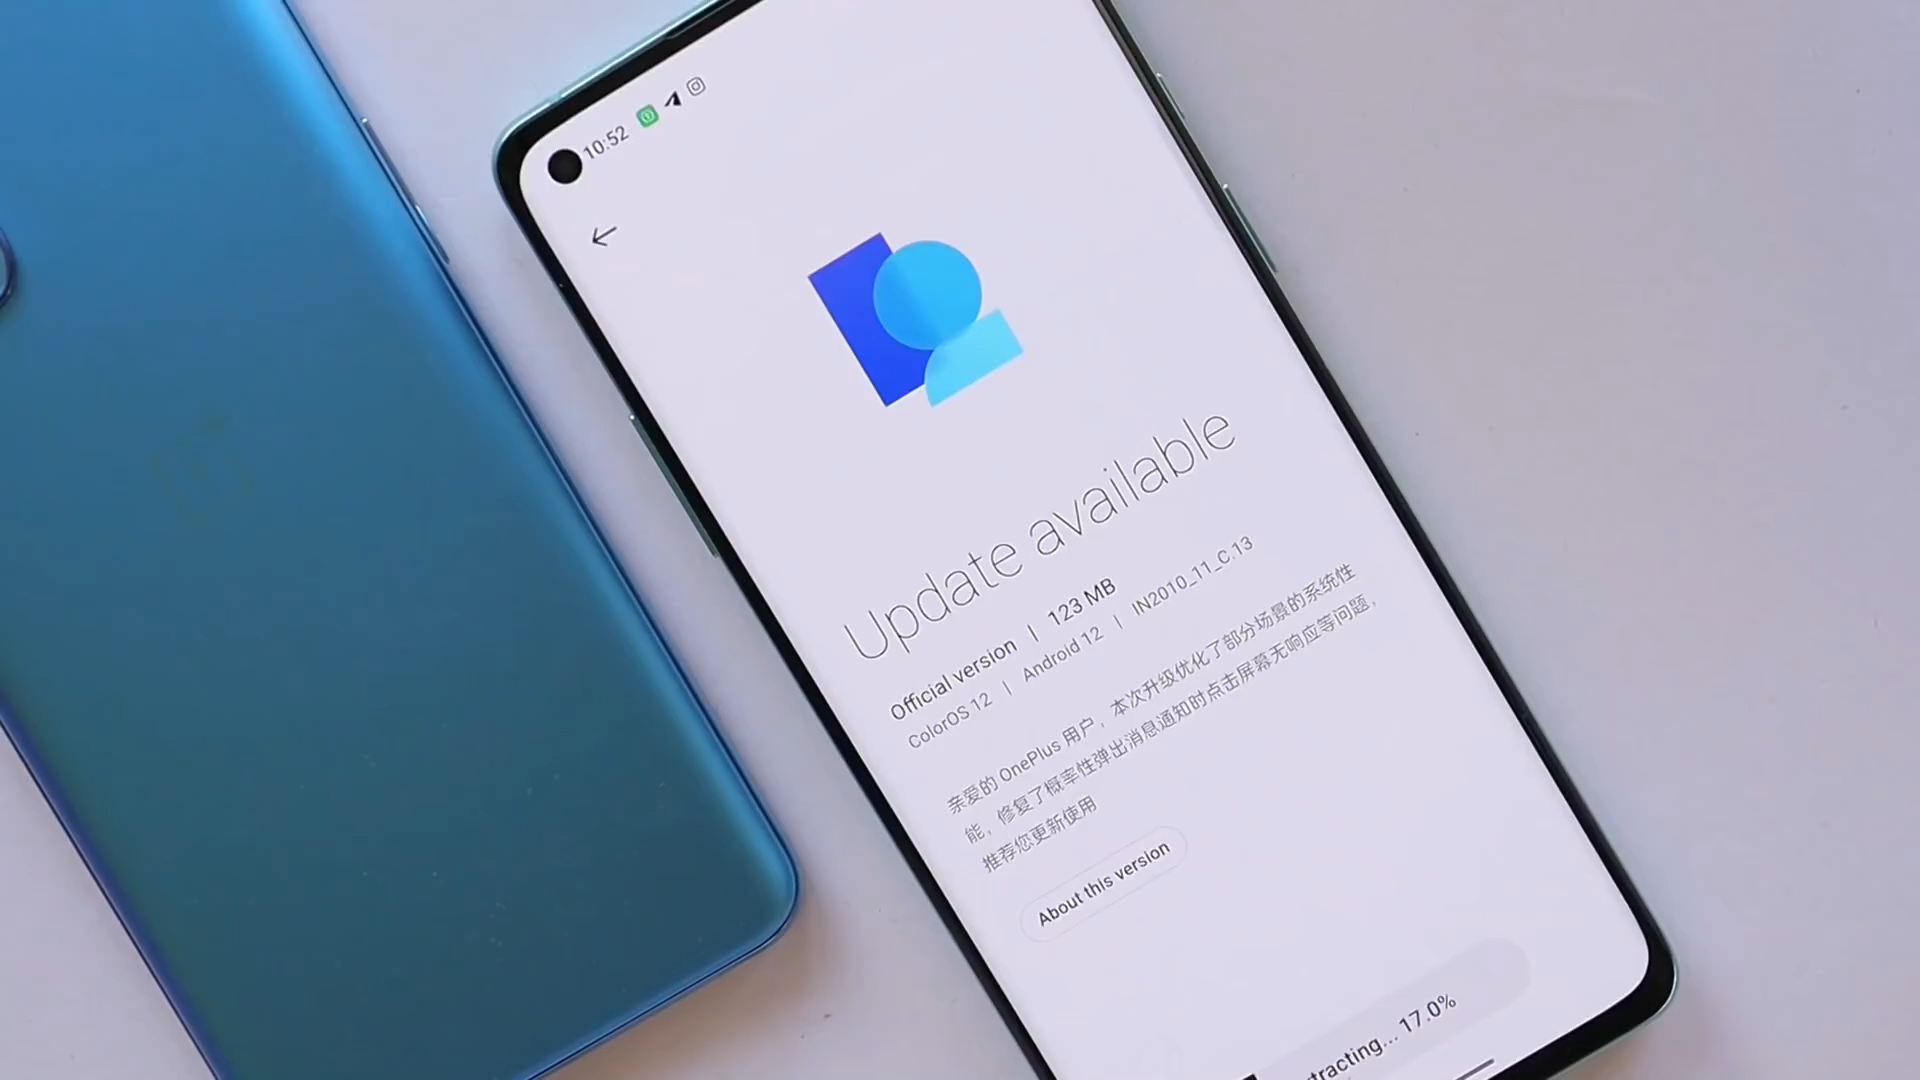 10:52
Update available
Official version | 123 MB
ColorOS 12 | Android 12 | IN2010_11_C.13
亲爱的 OnePlus 用户，本次升级优化了部分场景的系统性
能，修复了概率性弹出消息通知时点击屏幕无响应等问题，
推荐您更新使用
About this version
tracting... 17.0%